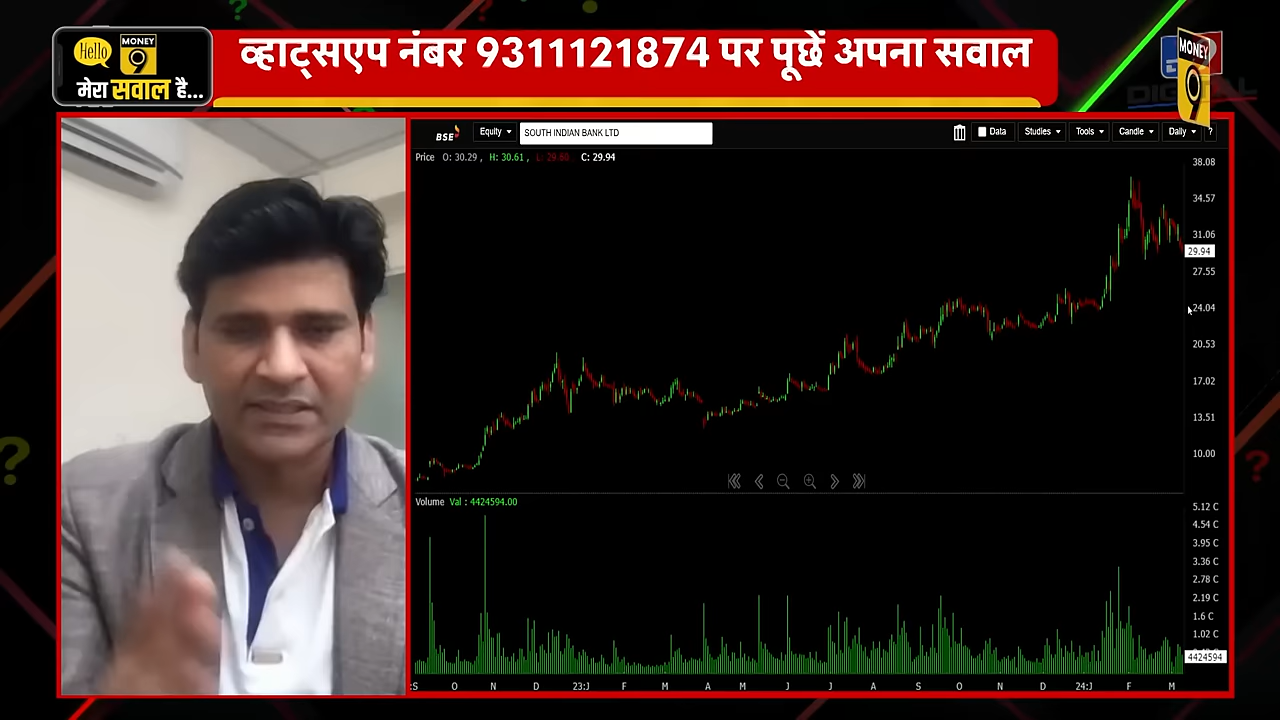 Hello
MONEY
9
मेरा सवाल है...
व्हाट्सएप नंबर 9311121874 पर पूछें अपना सवाल
MONEY
9
BSE
Equity
SOUTH INDIAN BANK LTD
Data
Studies
Tools
Candle
Daily
?
Price O: 30.29 , H: 30.61 , L: 29.60 C: 29.94
38.08
34.57
31.06
29.94
27.55
24.04
20.53
17.02
13.51
10.00
Volume Val : 4424594.00
5.12 C
4.54 C
3.95 C
3.36 C
2.78 C
2.19 C
1.6 C
1.02 C
4424594
:S O N D 23:J F M A M J J A S O N D 24:J F M